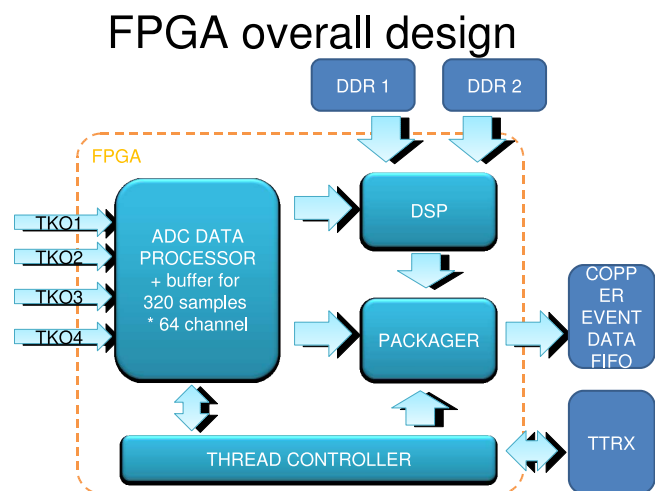 FPGA overall design
DDR 1
DDR 2
FPGA
TKO1
TKO2
TKO3
TKO4
ADC DATA
PROCESSOR
+ buffer for
320 samples
* 64 channel
DSP
PACKAGER
COPP
ER
EVENT
DATA
FIFO
THREAD CONTROLLER
TTRX